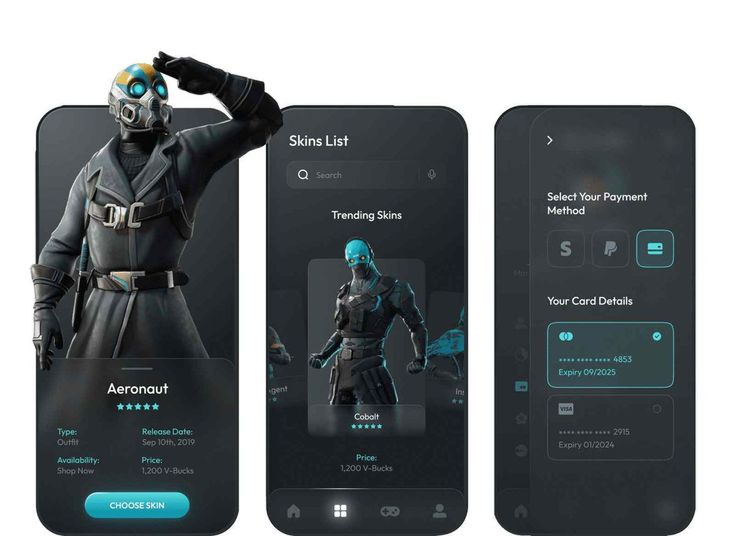 Aeronaut
Type:
Outfit
Release Date:
Sep 10th, 2019
Availability:
Shop Now
Price:
1,200 V-Bucks
CHOOSE SKIN
Skins List
Search
Trending Skins
Cobalt
Price:
1,200 V-Bucks
Select Your Payment
Method
S
Your Card Details
•••• •••• •••• 4853
Expiry 09/2025
VISA
•••• •••• •••• 2915
Expiry 01/2024